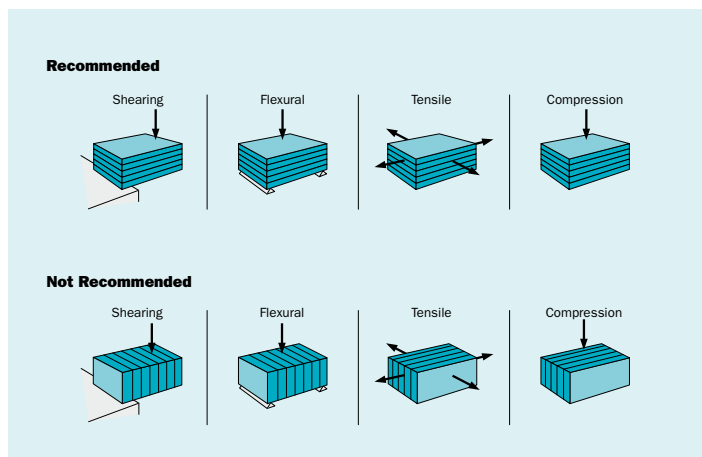 Recommended
Shearing Flexural Tensile Compression
Not Recommended
Shearing Flexural Tensile Compression